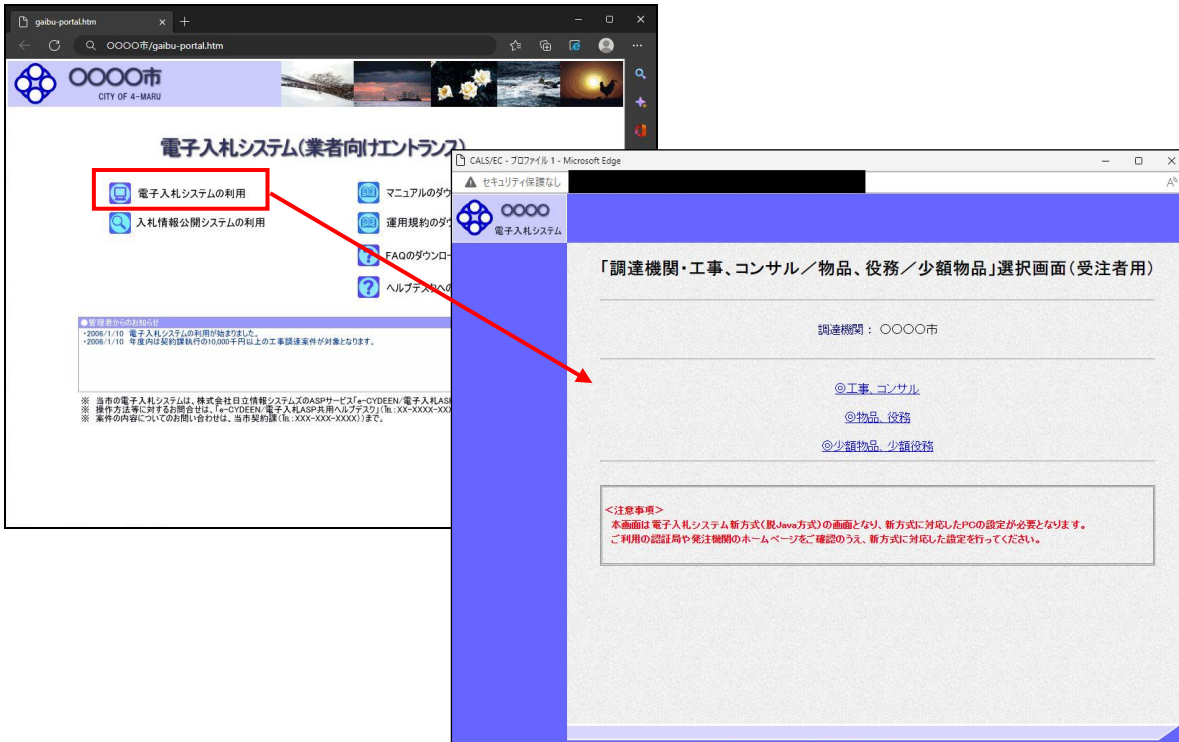 gaibu-portal.htm
〇〇〇〇市/gaibu-portal.htm
〇〇〇〇市
CITY OF 4-MARU
電子入札システム(業者向けエントランス)
電子入札システムの利用
マニュアルのダウ
入札情報公開システムの利用
運用規約のダウ
FAQのダウンロー
ヘルプデスクへの
●管理者からのお知らせ
・2006/1/10 電子入札システムの利用が始まりました。
・2006/1/10 年度内は契約課執行の10,000千円以上の工事調達案件が対象となります。
※ 当市の電子入札システムは、株式会社日立情報システムズのASPサービス「e-CYDEEN/電子入札ASP
※ 操作方法等に対するお問合せは、「e-CYDEEN/電子入札ASP共用ヘルプデスク」(℡:XX-XXXX-XXX
※ 案件の内容についてのお問い合わせは、当市契約課(℡:XXX-XXX-XXXX))まで。
CALS/EC - プロファイル 1 - Microsoft Edge
セキュリティ保護なし
〇〇〇〇
電子入札システム
「調達機関・工事、コンサル/物品、役務/少額物品」選択画面(受注者用)
調達機関: 〇〇〇〇市
◎工事、コンサル
◎物品、役務
◎少額物品、少額役務
<注意事項>
本画面は電子入札システム新方式(脱Java方式)の画面となり、新方式に対応したPCの設定が必要となります。
ご利用の認証局や発注機関のホームページをご確認のうえ、新方式に対応した設定を行ってください。